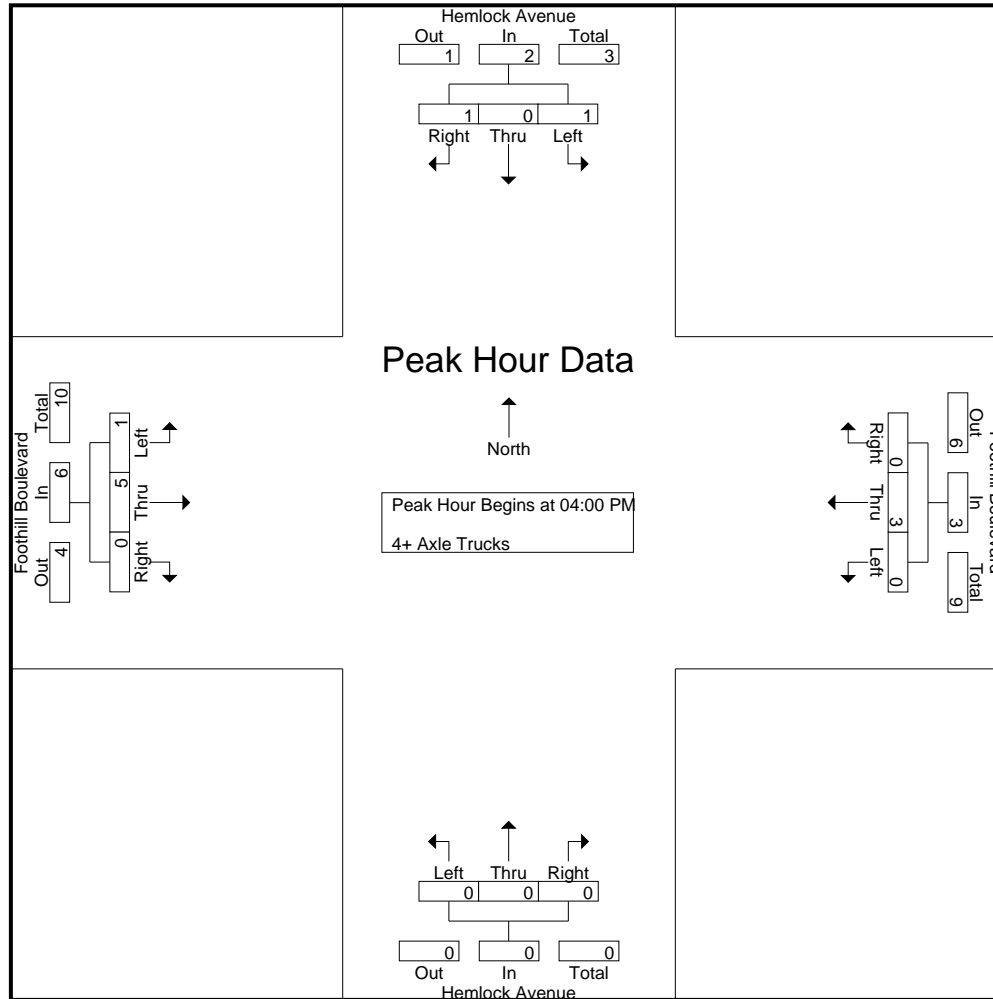 Hemlock Avenue
Out In Total
1 2 3
1 0 1
Right Thru Left
Peak Hour Data
North
Peak Hour Begins at 04:00 PM
4+ Axle Trucks
Foothill Boulevard
Out In Total
4 6 10
Left Thru Right
1 5 0
Out In Total
6 3 9
Right Thru Left
0 3 0
Left Thru Right
0 0 0
0 0 0
Out In Total
Hemlock Avenue